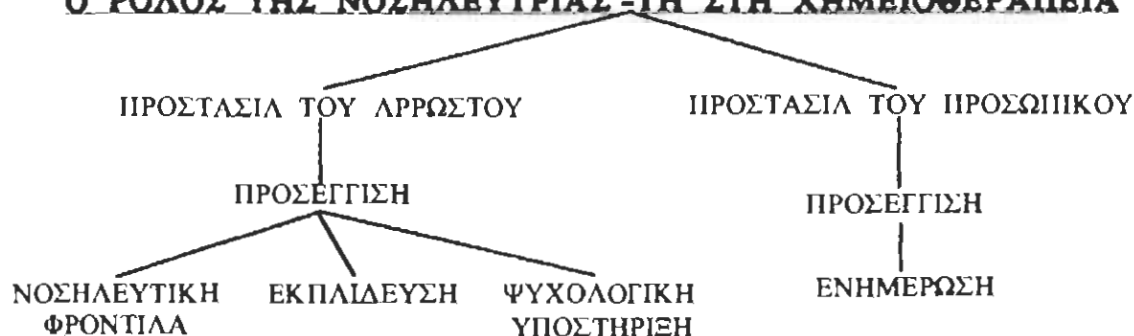 Ο ΡΟΛΟΣ ΤΗΣ ΝΟΣΗΛΕΥΤΡΙΑΣ-ΤΗ ΣΤΗ ΧΗΜΕΙΟΘΕΡΑΠΕΙΑ
ΠΡΟΣΤΑΣΙΑ ΤΟΥ ΑΡΡΩΣΤΟΥ
ΠΡΟΣΤΑΣΙΑ ΤΟΥ ΠΡΟΣΩΠΙΚΟΥ
ΠΡΟΣΕΓΓΙΣΗ
ΠΡΟΣΕΓΓΙΣΗ
ΝΟΣΗΛΕΥΤΙΚΗ
ΦΡΟΝΤΙΔΑ
ΕΚΠΑΙΔΕΥΣΗ
ΨΥΧΟΛΟΓΙΚΗ
ΥΠΟΣΤΗΡΙΞΗ
ΕΝΗΜΕΡΩΣΗ